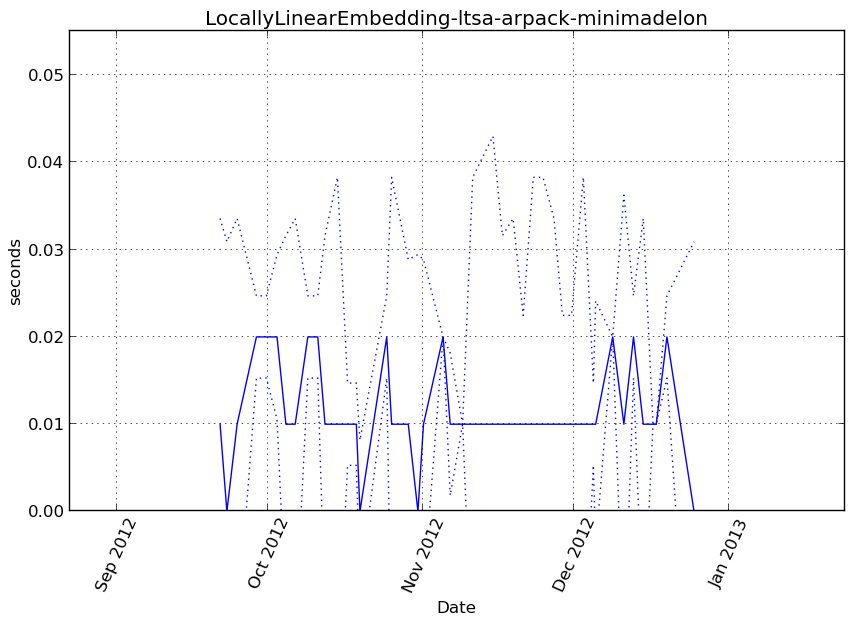 LocallyLinearEmbedding-ltsa-arpack-minimadelon
0.05
0.04
0.03
0.02
0.01
0.00
seconds
Sep 2012
Oct 2012
Nov 2012
Dec 2012
Jan 2013
Date